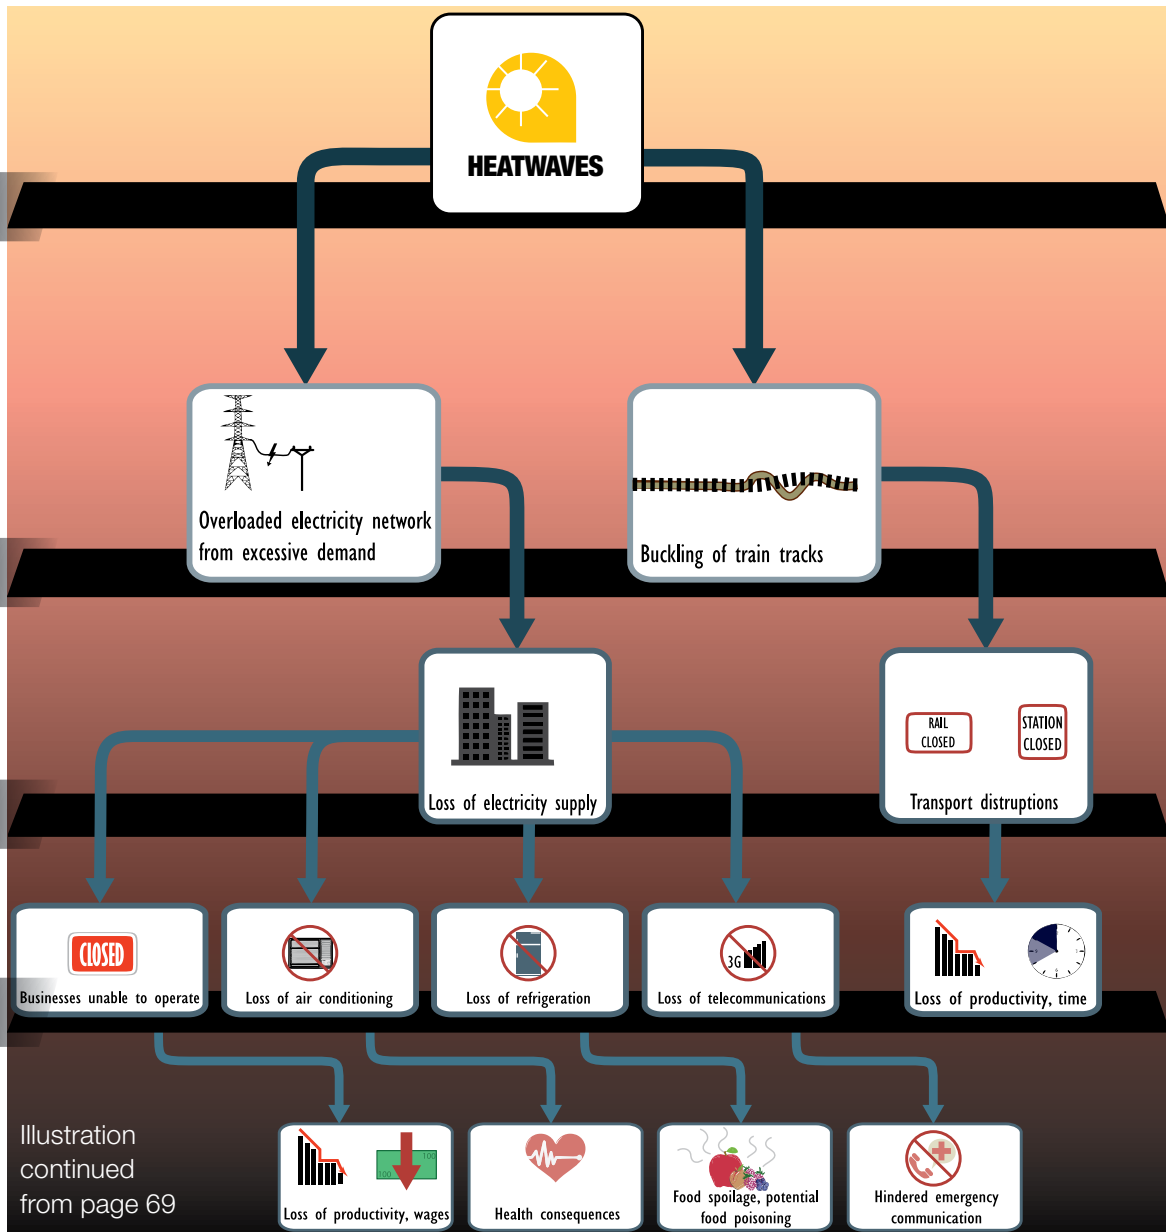 HEATWAVES
Overloaded electricity network
from excessive demand
Buckling of train tracks
Loss of electricity supply
RAIL
CLOSED
STATION
CLOSED
Transport distruptions
CLOSED
Businesses unable to operate
Loss of air conditioning
Loss of refrigeration
3G
Loss of telecommunications
Loss of productivity, time
Illustration
continued
from page 69
100
100
Loss of productivity, wages
Health consequences
Food spoilage, potential
food poisoning
Hindered emergency
communication